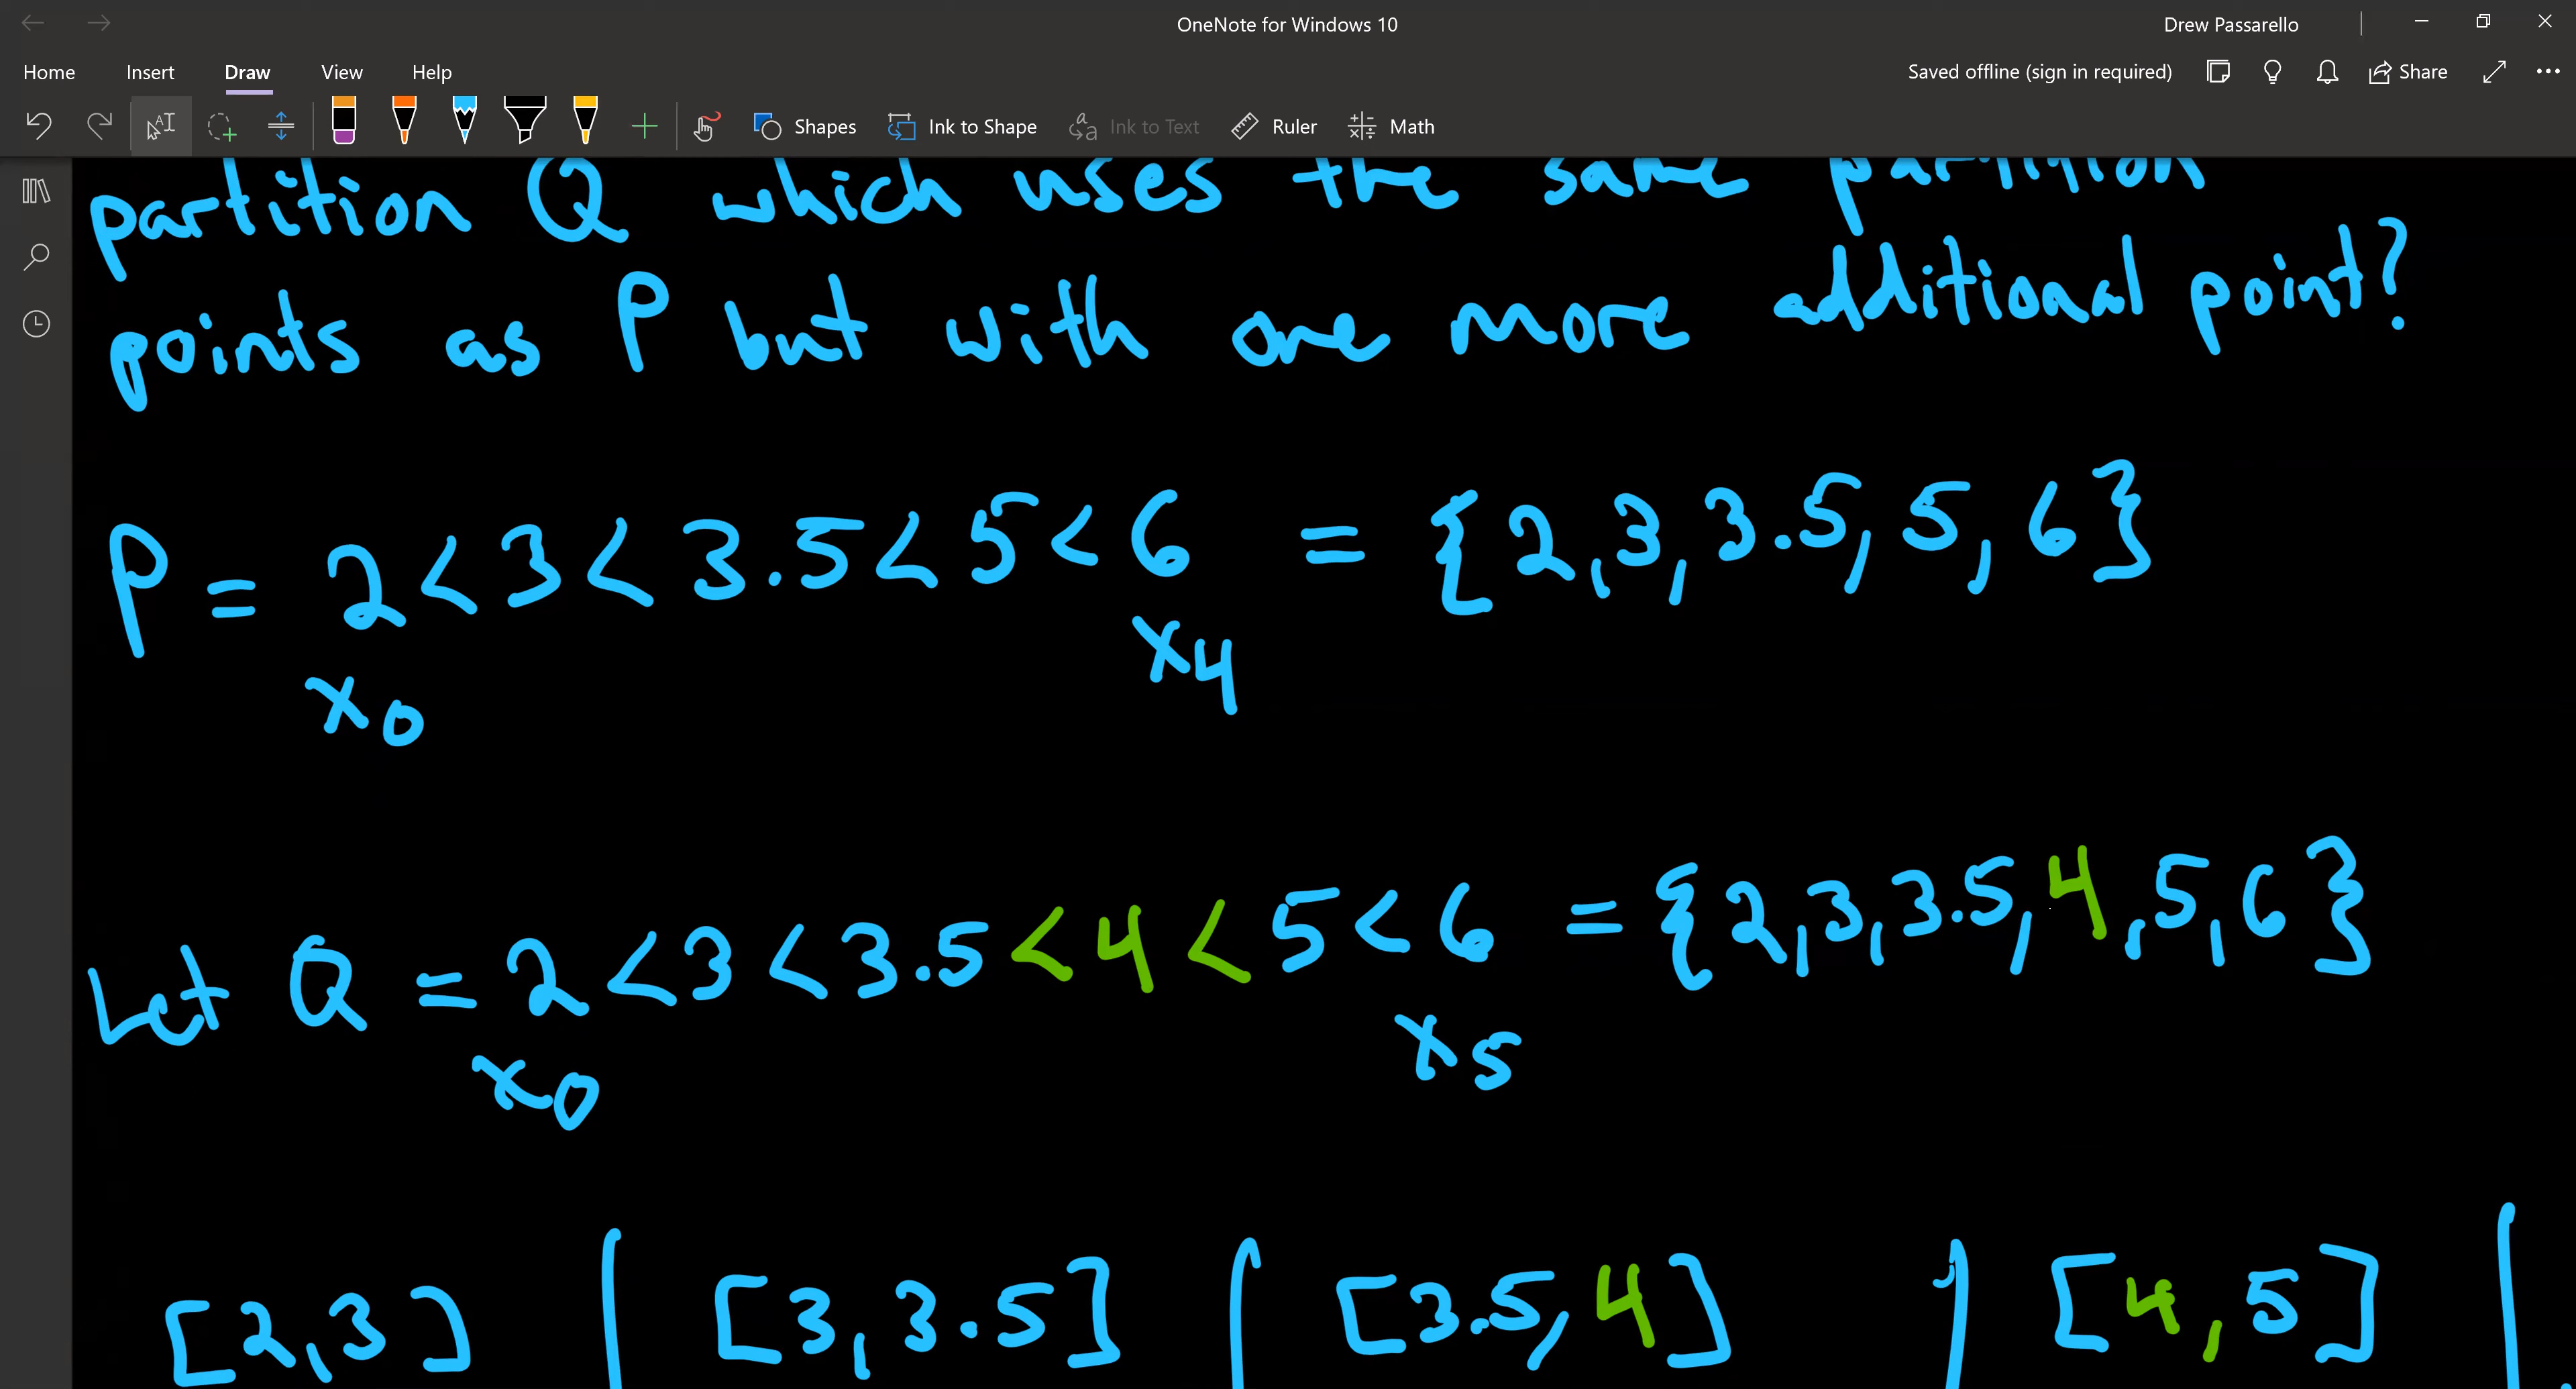 OneNote for Windows 10
Drew Passarello
Home Insert Draw View Help
Saved offline (sign in required) Share
Shapes Ink to Shape Ink to Text Ruler Math
partition Q which uses the same partition
points as P but with one more additional point?
P = 2 < 3 < 3.5 < 5 < 6 = {2, 3, 3.5, 5, 6}
x₀ x₄
Let Q = 2 < 3 < 3.5 < 4 < 5 < 6 = {2, 3, 3.5, 4, 5, 6}
x₀ x₅
[2, 3] | [3, 3.5] | [3.5, 4] | [4, 5] |